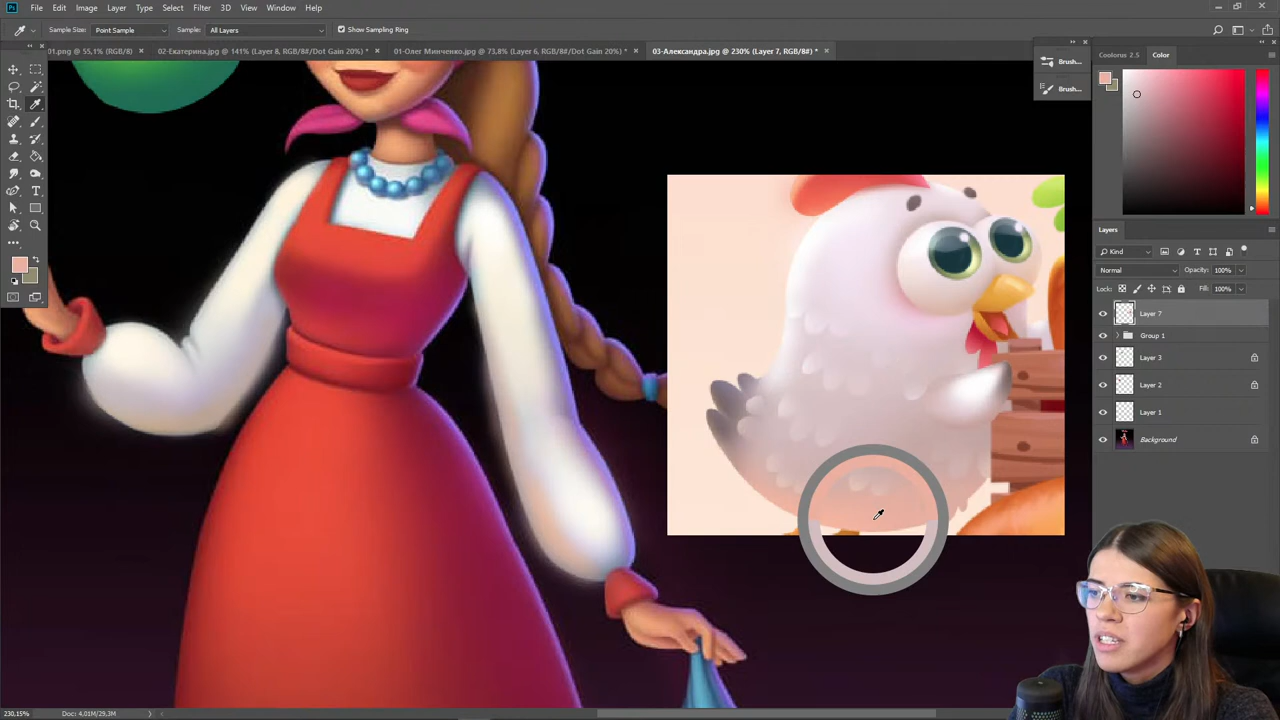 Ps File Edit Image Layer Type Select Filter 3D View Window Help
Sample Size: Point Sample Sample: All Layers Show Sampling Ring
01.png @ 55,1% (RGB/8) × 02-Екатерина.jpg @ 141% (Layer 8, RGB/8#/Dot Gain 20%) * × 01-Олег Минченко.jpg @ 73,8% (Layer 6, RGB/8#/Dot Gain 20%) * × 03-Александра.jpg @ 230% (Layer 7, RGB/8#) * ×
Brush...
Brush...
Coolorus 2.5 Color
Layers
Kind
Normal Opacity: 100%
Lock: Fill: 100%
Layer 7
Group 1
Layer 3
Layer 2
Layer 1
Background
230,15% Doc: 4,01M/29,3M